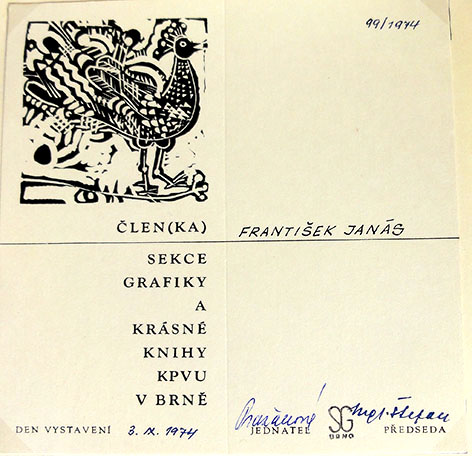 99/1974
ČLEN(KA) FRANTIŠEK JANÁS
SEKCE
GRAFIKY
A
KRÁSNÉ
KNIHY
KPVU
V BRNĚ
DEN VYSTAVENÍ 3. IX. 1974 JEDNATEL SG BRNO PŘEDSEDA